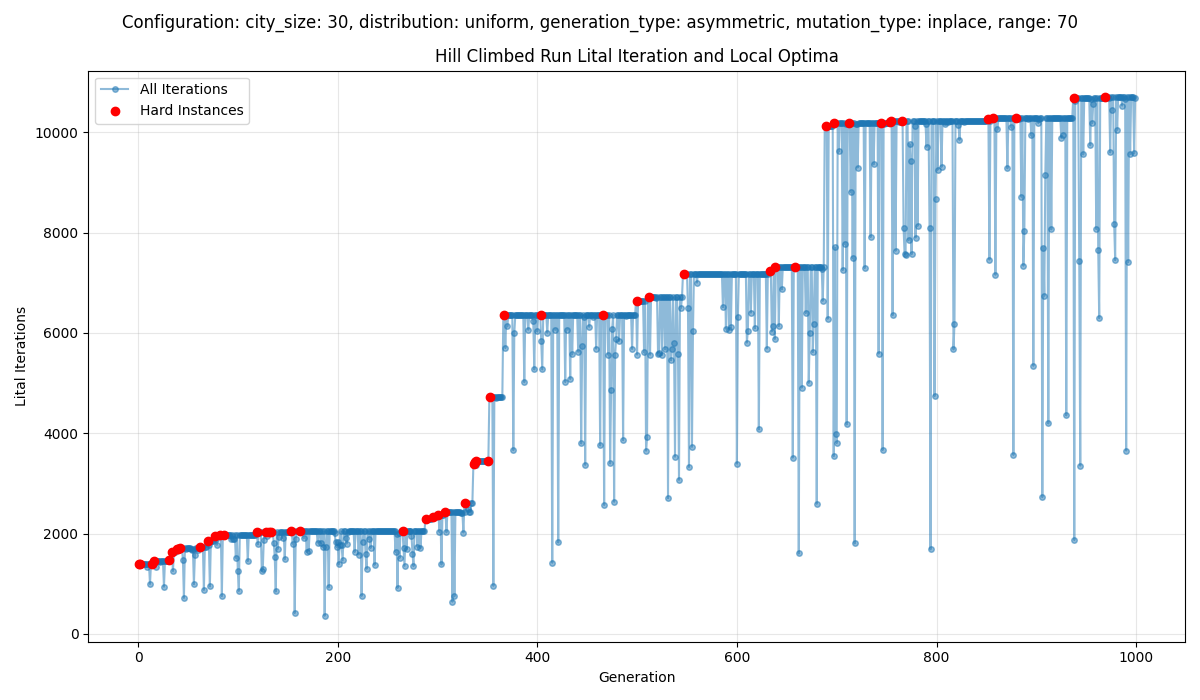 Configuration: city_size: 30, distribution: uniform, generation_type: asymmetric, mutation_type: inplace, range: 70
Hill Climbed Run Lital Iteration and Local Optima
All Iterations
Hard Instances
Lital Iterations
10000
8000
6000
4000
2000
0
0 200 400 600 800 1000
Generation